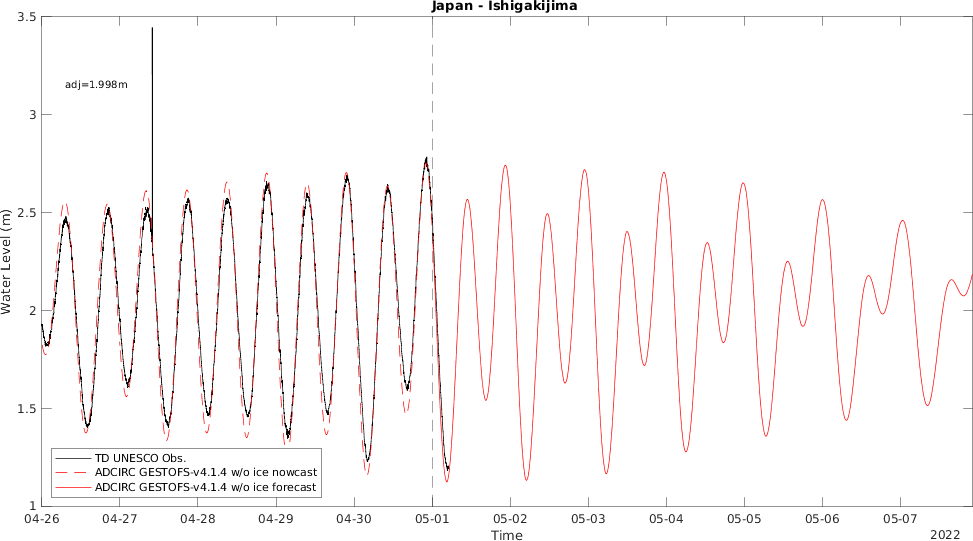 Japan - Ishigakijima
3.5
3
2.5
2
1.5
1
Water Level (m)
adj=1.998m
TD UNESCO Obs.
ADCIRC GESTOFS-v4.1.4 w/o ice nowcast
ADCIRC GESTOFS-v4.1.4 w/o ice forecast
04-26 04-27 04-28 04-29 04-30 05-01 05-02 05-03 05-04 05-05 05-06 05-07
Time
2022